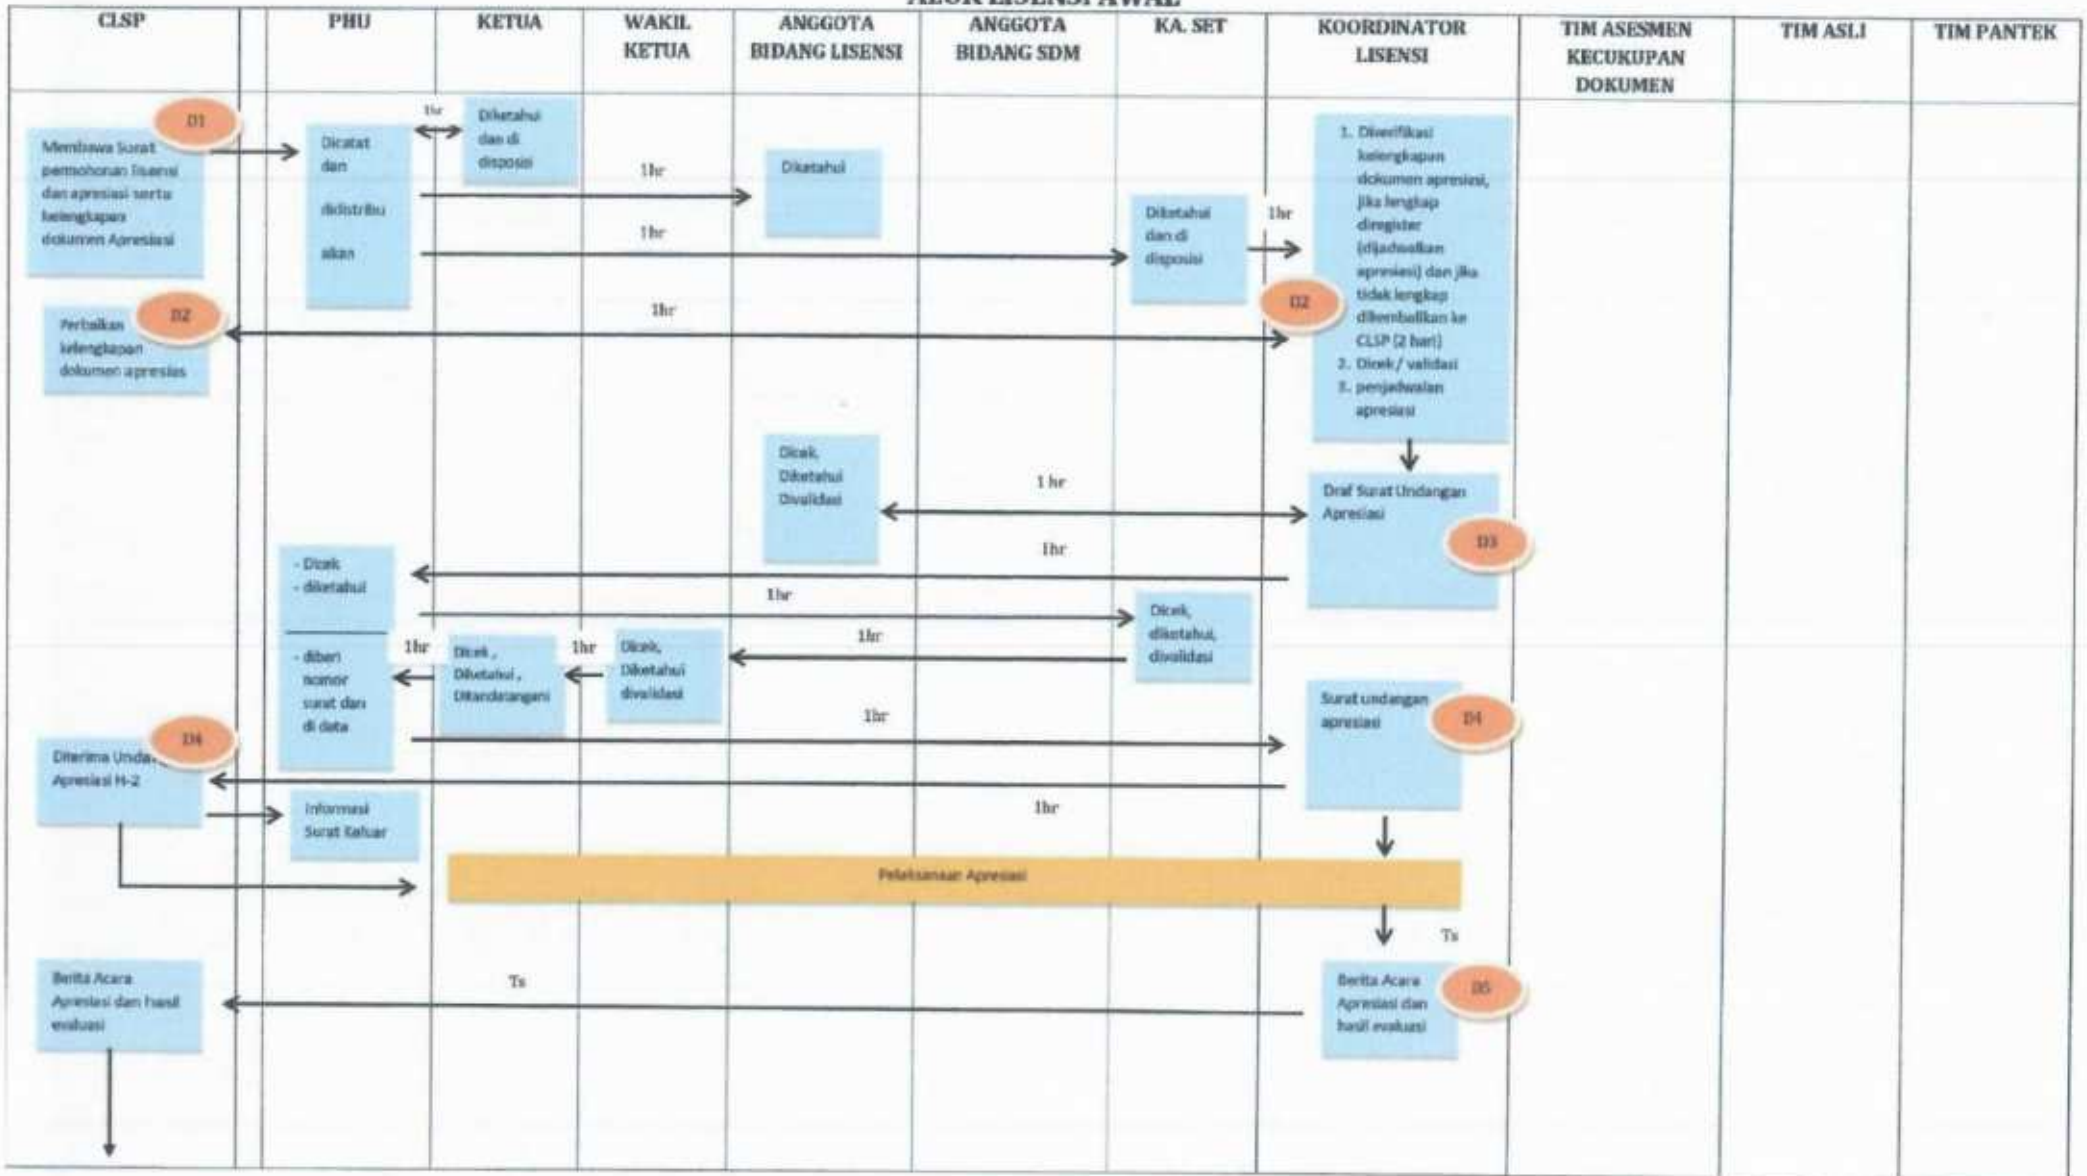 ALUR LISENSI AWAL
CLSP
PHU
KETUA
WAKIL
KETUA
ANGGOTA
BIDANG LISENSI
ANGGOTA
BIDANG SDM
KA. SET
KOORDINATOR
LISENSI
TIM ASESMEN
KECUKUPAN
DOKUMEN
TIM ASLI
TIM PANTEK
D1
Membawa Surat
permohonan lisensi
dan apresiasi serta
kelengkapan
dokumen Apresiasi
Dicatat
dan
didistribu
sikan
1hr
Diketahui
dan di
disposisi
1hr
Diketahui
1hr
Diketahui
dan di
disposisi
1hr
1. Diverifikasi
kelengkapan
dokumen apresiasi,
jika lengkap
diregister
(dijadwalkan
apresiasi) dan jika
tidak lengkap
dikembalikan ke
CLSP (2 hari)
2. Dicek / validasi
3. penjadwalan
apresiasi
D2
D2
Perbaikan
kelengkapan
dokumen apresias
1hr
Dicek,
Diketahui
Divalidasi
1 hr
Draf Surat Undangan
Apresiasi
D3
1hr
- Dicek
- diketahui
1hr
Dicek,
diketahui,
divalidasi
1hr
Dicek,
Diketahui
divalidasi
1hr
Dicek ,
Diketahui ,
Ditandatangani
1hr
- diberi
nomor
surat dan
di data
1hr
Surat undangan
apresiasi
D4
D4
Diterima Unda
Apresiasi H-2
1hr
Informasi
Surat Keluar
Pelaksanaan Apresiasi
Ts
Berita Acara
Apresiasi dan hasil
evaluasi
Ts
Berita Acara
Apresiasi dan
hasil evaluasi
D5